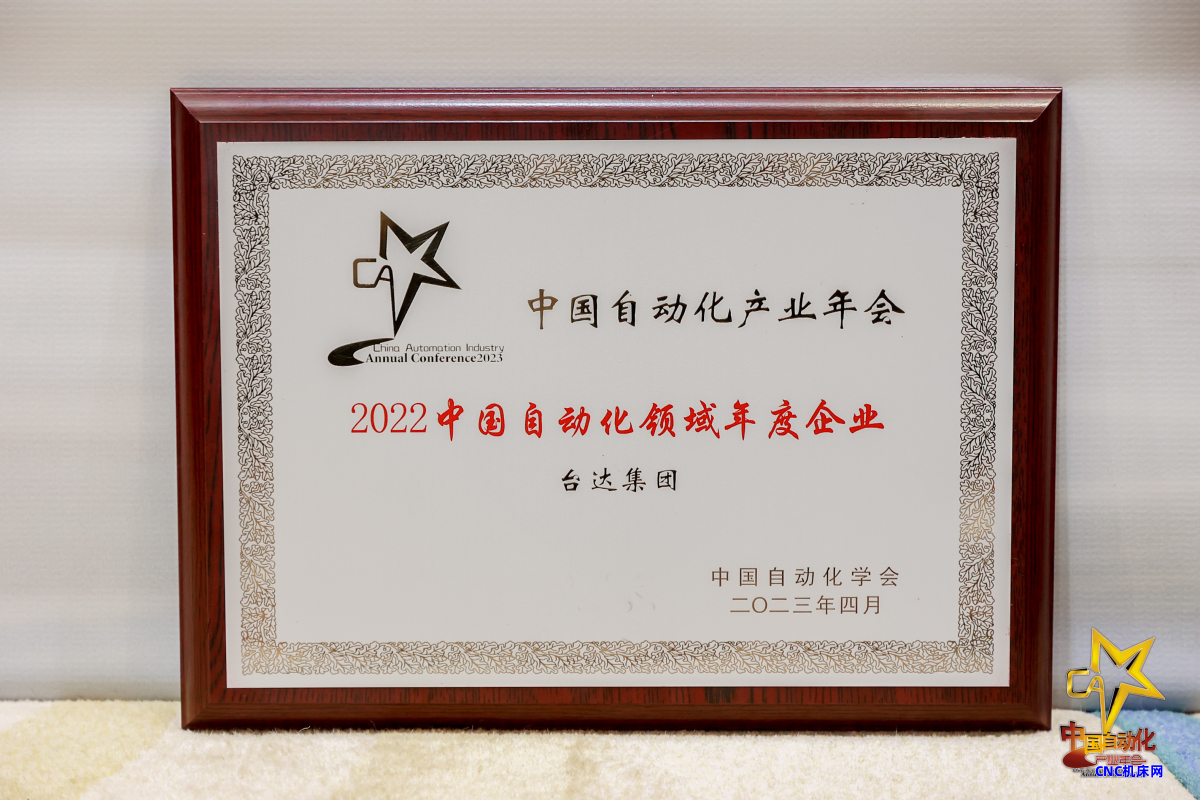 CA
China Automation Industry
Annual Conference2023
中国自动化产业年会
2022中国自动化领域年度企业
台达集团
中国自动化学会
二〇二三年四月
CA
中国自动化
产业年会
CNC机床网